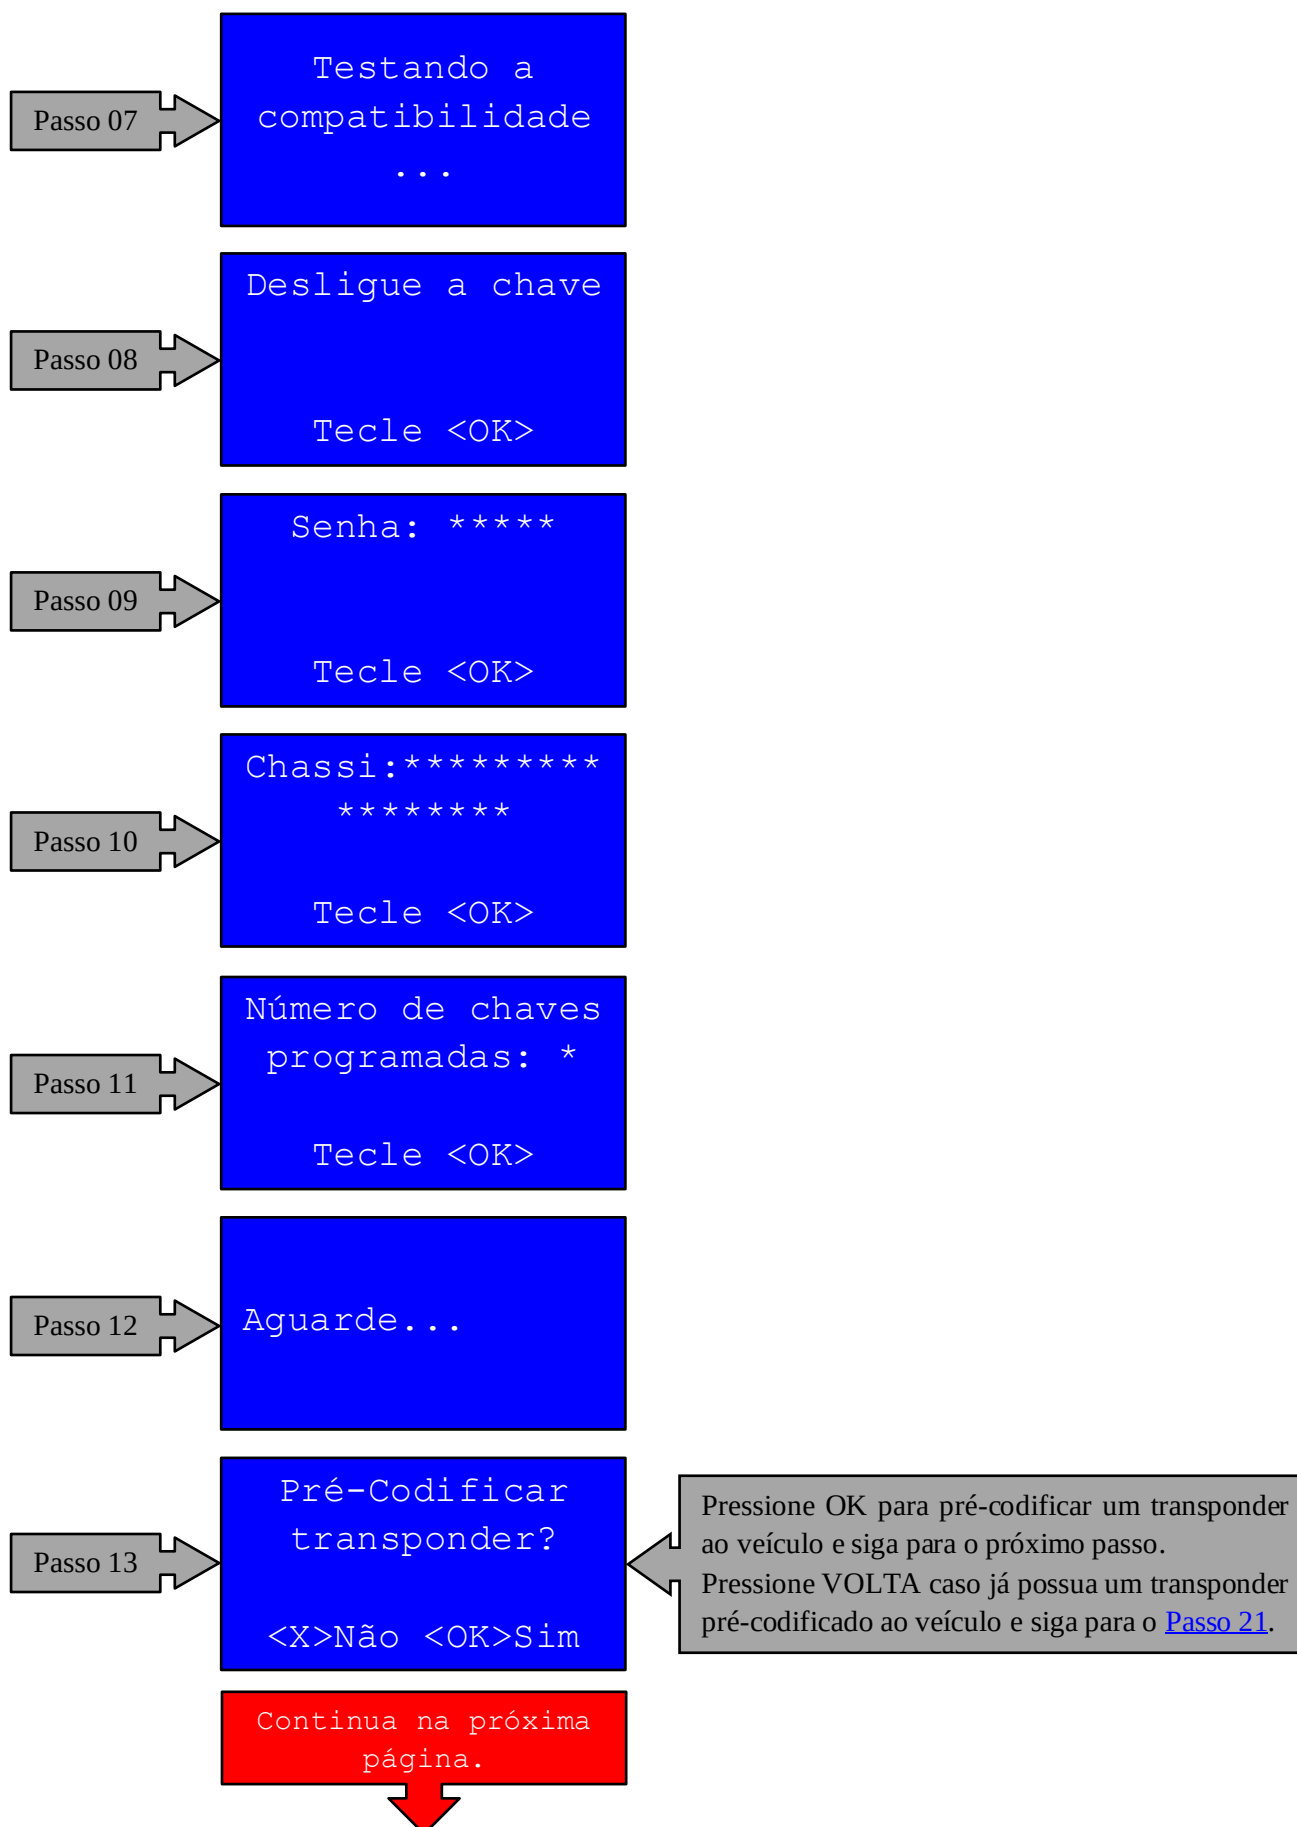 Passo 07
Testando a
compatibilidade
...
Passo 08
Desligue a chave
Tecle <OK>
Passo 09
Senha: *****
Tecle <OK>
Passo 10
Chassi:*********
********
Tecle <OK>
Passo 11
Número de chaves
programadas: *
Tecle <OK>
Passo 12
Aguarde...
Passo 13
Pré-Codificar
transponder?
<X>Não <OK>Sim
Pressione OK para pré-codificar um transponder
ao veículo e siga para o próximo passo.
Pressione VOLTA caso já possua um transponder
pré-codificado ao veículo e siga para o Passo 21.
Continua na próxima
página.